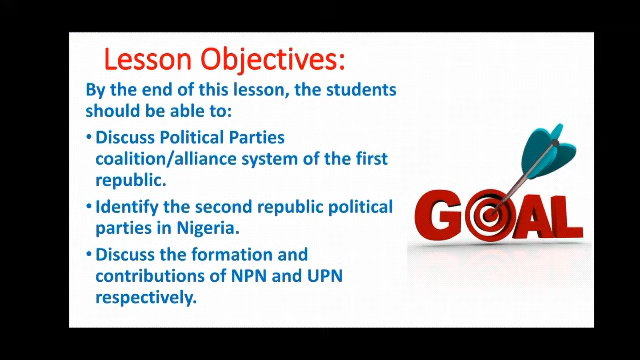 Lesson Objectives:
By the end of this lesson, the students
should be able to:
• Discuss Political Parties
coalition/alliance system of the first
republic.
• Identify the second republic political
parties in Nigeria.
• Discuss the formation and
contributions of NPN and UPN
respectively.
GOAL